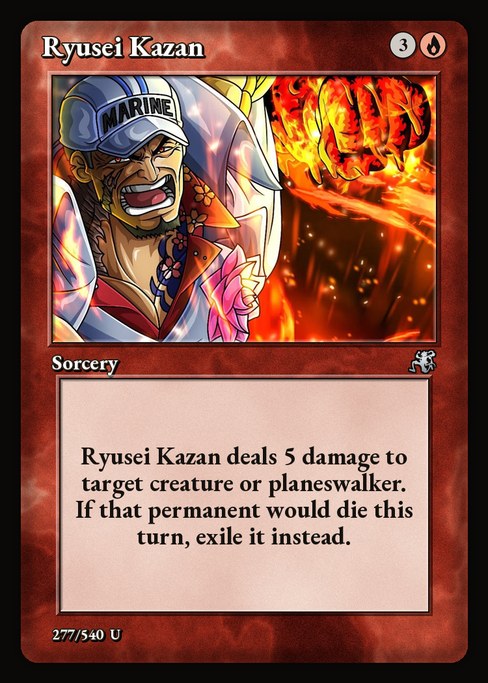 Ryusei Kazan 3
MARINE
Sorcery
Ryusei Kazan deals 5 damage to
target creature or planeswalker.
If that permanent would die this
turn, exile it instead.
277/540 U